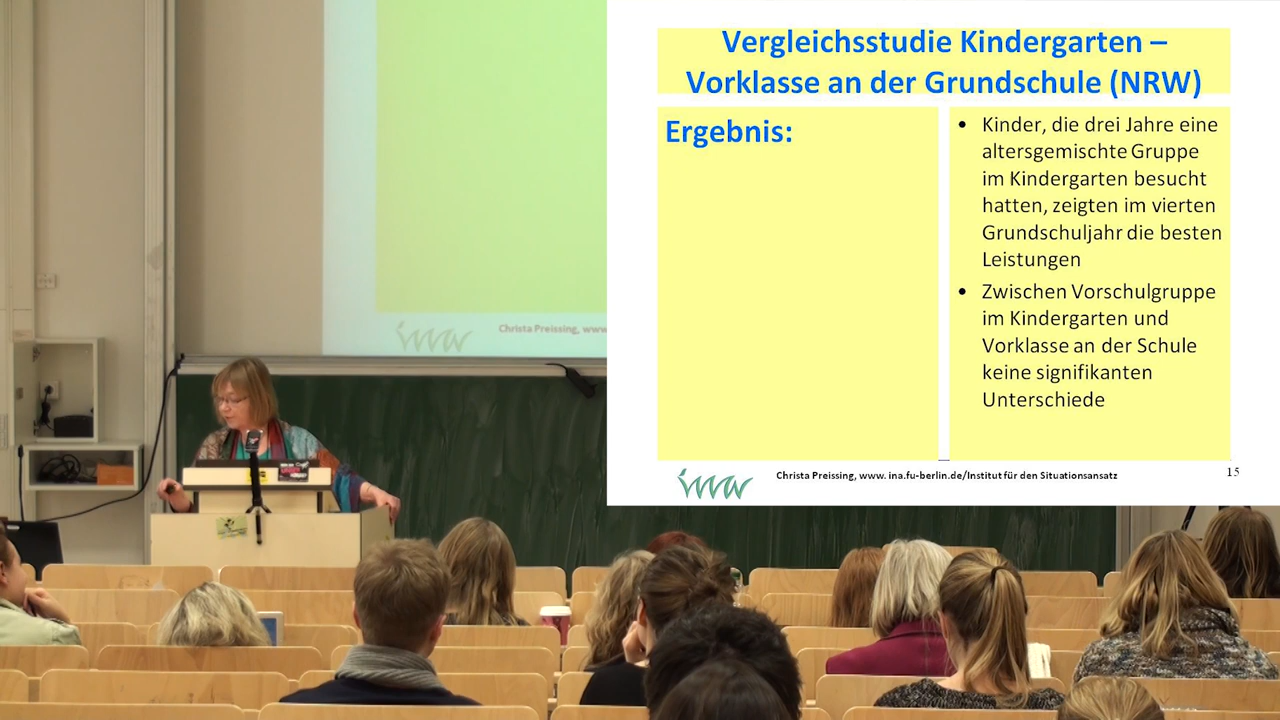 Vergleichsstudie Kindergarten –
Vorklasse an der Grundschule (NRW)
Ergebnis:
• Kinder, die drei Jahre eine
altersgemischte Gruppe
im Kindergarten besucht
hatten, zeigten im vierten
Grundschuljahr die besten
Leistungen
• Zwischen Vorschulgruppe
im Kindergarten und
Vorklasse an der Schule
keine signifikanten
Unterschiede
ina
Christa Preissing, www. ina.fu-berlin.de/Institut für den Situationsansatz
15
ina
Christa Preissing, www